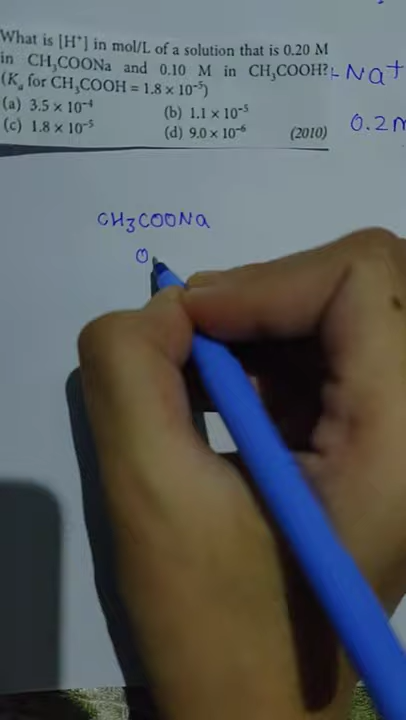 What is [H⁺] in mol/L of a solution that is 0.20 M
in CH₃COONa and 0.10 M in CH₃COOH?
(Kₐ for CH₃COOH = 1.8 × 10⁻⁵)
(a) 3.5 × 10⁻⁴ (b) 1.1 × 10⁻⁵
(c) 1.8 × 10⁻⁵ (d) 9.0 × 10⁻⁶ (2010)
+ Na⁺
0.2
CH₃COONa
0.